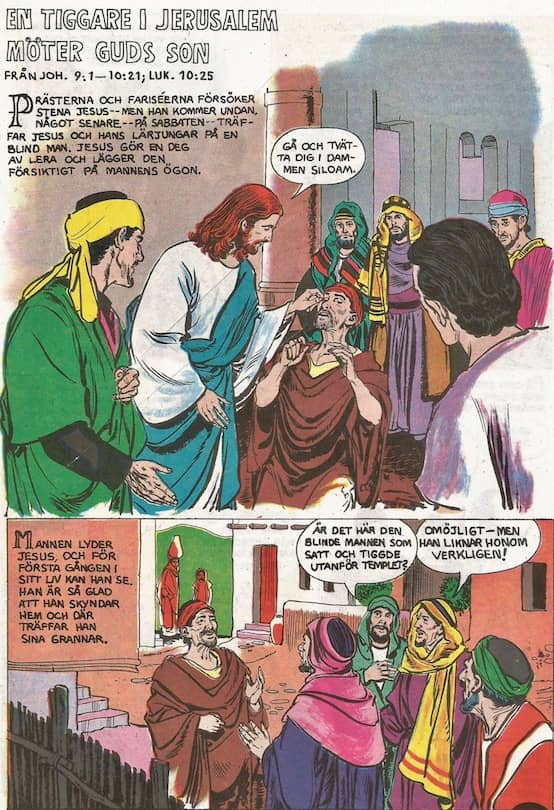 EN TIGGARE I JERUSALEM
MÖTER GUDS SON
FRÅN JOH. 9:1—10:21; LUK. 10:25
PRÄSTERNA OCH FARISÉERNA FÖRSÖKER
STENA JESUS--MEN HAN KOMMER UNDAN.
NÅGOT SENARE--PÅ SABBATEN--TRÄF-
FAR JESUS OCH HANS LÄRJUNGAR PÅ EN
BLIND MAN. JESUS GÖR EN DEG
AV LERA OCH LÄGGER DEN
FÖRSIKTIGT PÅ MANNENS ÖGON.
GÅ OCH TVÄT-
TA DIG I DAM-
MEN SILOAM.
MANNEN LYDER
JESUS, OCH FÖR
FÖRSTA GÅNGEN I
SITT LIV KAN HAN SE.
HAN ÄR SÅ GLAD
ATT HAN SKYNDAR
HEM OCH DÄR
TRÄFFAR HAN
SINA GRANNAR.
ÄR DET HÄR DEN
BLINDE MANNEN SOM
SATT OCH TIGGDE
UTANFÖR TEMPLET?
OMÖJLIGT—MEN
HAN LIKNAR HONOM
VERKLIGEN!